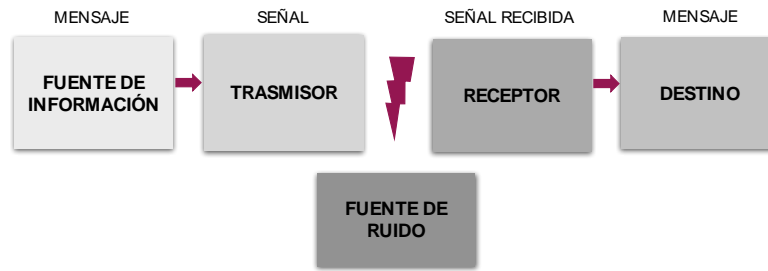 MENSAJE
SEÑAL
SEÑAL RECIBIDA
MENSAJE
FUENTE DE
INFORMACIÓN
TRASMISOR
RECEPTOR
DESTINO
FUENTE DE
RUIDO